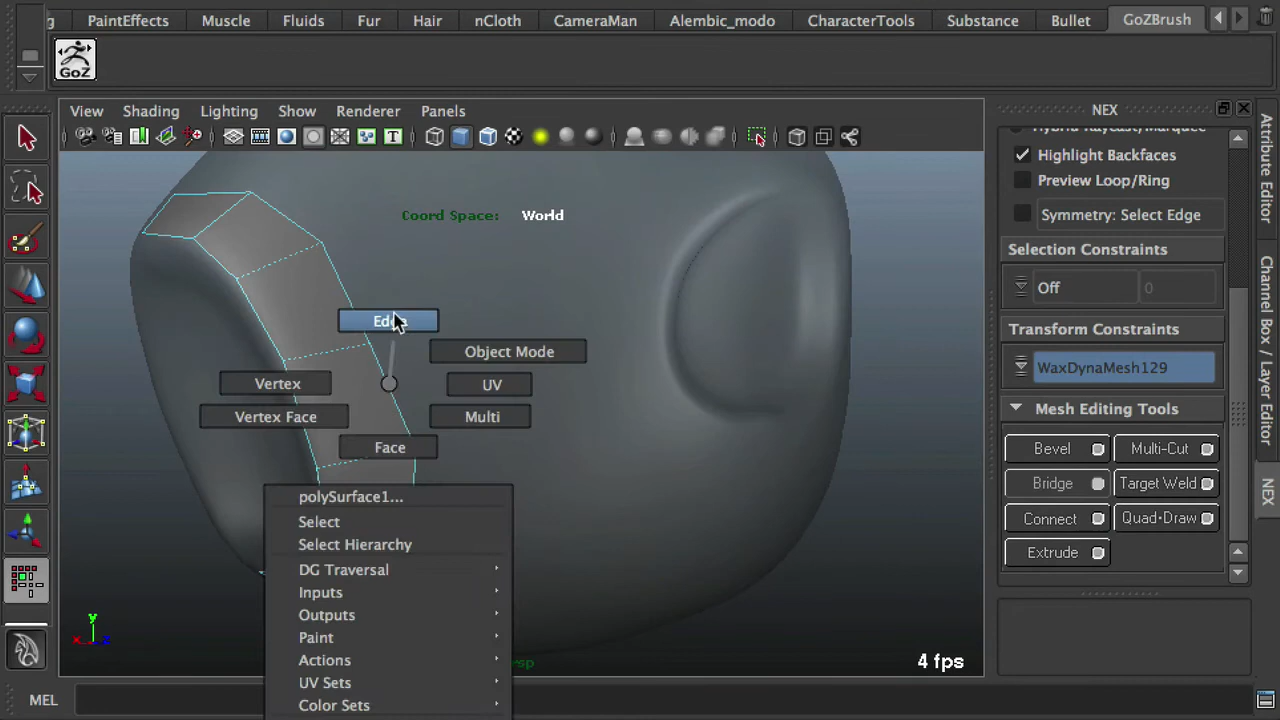 g PaintEffects Muscle Fluids Fur Hair nCloth CameraMan Alembic_modo CharacterTools Substance Bullet GoZBrush
GoZ
View Shading Lighting Show Renderer Panels
NEX
T
Highlight Backfaces
Preview Loop/Ring
Symmetry: Select Edge
Selection Constraints
Off 0
Transform Constraints
WaxDynaMesh129
Mesh Editing Tools
Bevel Multi-Cut
Bridge Target Weld
Connect Quad-Draw
Extrude
Coord Space: World
Object Mode
Vertex UV
Vertex Face Multi
Face
polySurface1...
Select
Select Hierarchy
DG Traversal
Inputs
Outputs
Paint
Actions
UV Sets
Color Sets
y
x z
4 fps
MEL
Attribute Editor
Channel Box / Layer Editor
NEX